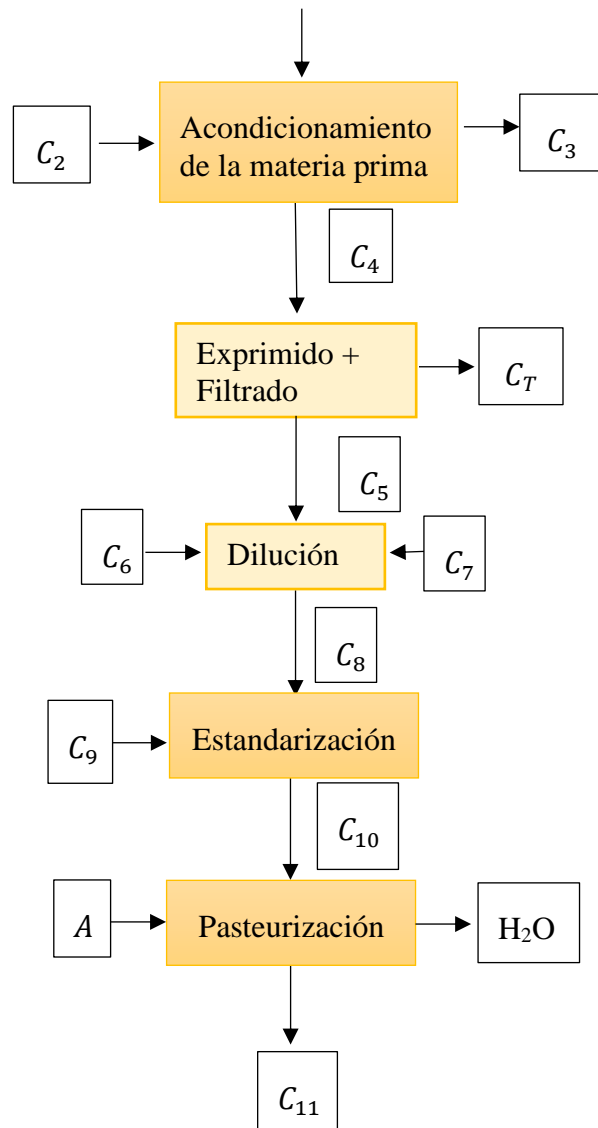 Acondicionamiento
de la materia prima
C₂
C₃
C₄
Exprimido +
Filtrado
C_T
C₅
C₆
Dilución
C₇
C₈
C₉
Estandarización
C₁₀
A
Pasteurización
H₂O
C₁₁